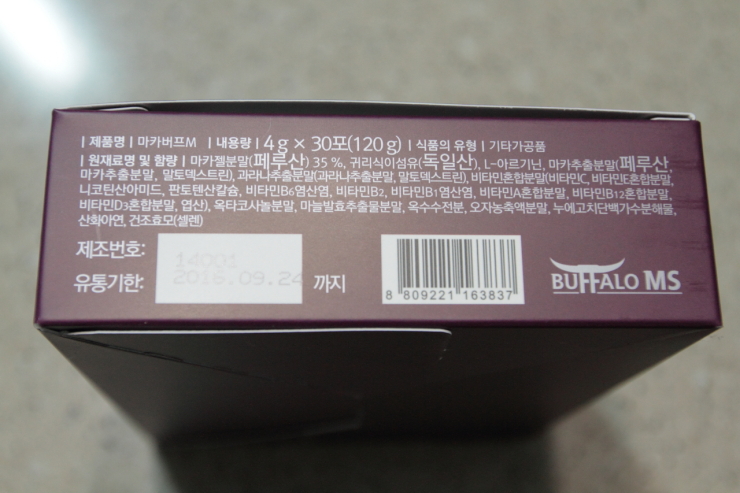 | 제품명 | 마카버프M | 내용량 | 4g × 30포(120g) | 식품의 유형 | 기타가공품
| 원재료명 및 함량 | 마카젤분말(페루산) 35 %, 귀리식이섬유(독일산), L-아르기닌, 마카추출분말(페루산,
마카추출분말, 말토덱스트린), 과라나추출분말(과라나추출분말, 말토덱스트린), 비타민혼합분말(비타민C, 비타민E혼합분말,
니코틴산아미드, 판토텐산칼슘, 비타민B6염산염, 비타민B2, 비타민B1염산염, 비타민A혼합분말, 비타민B12혼합분말,
비타민D3혼합분말, 엽산), 옥타코사놀분말, 마늘발효추출물분말, 옥수수전분, 오자농축액분말, 누에고치단백가수분해물,
산화아연, 건조효모(셀렌)
제조번호: 14001
유통기한: 2016.09.24 까지
8 809221 163837
BUFFALO MS